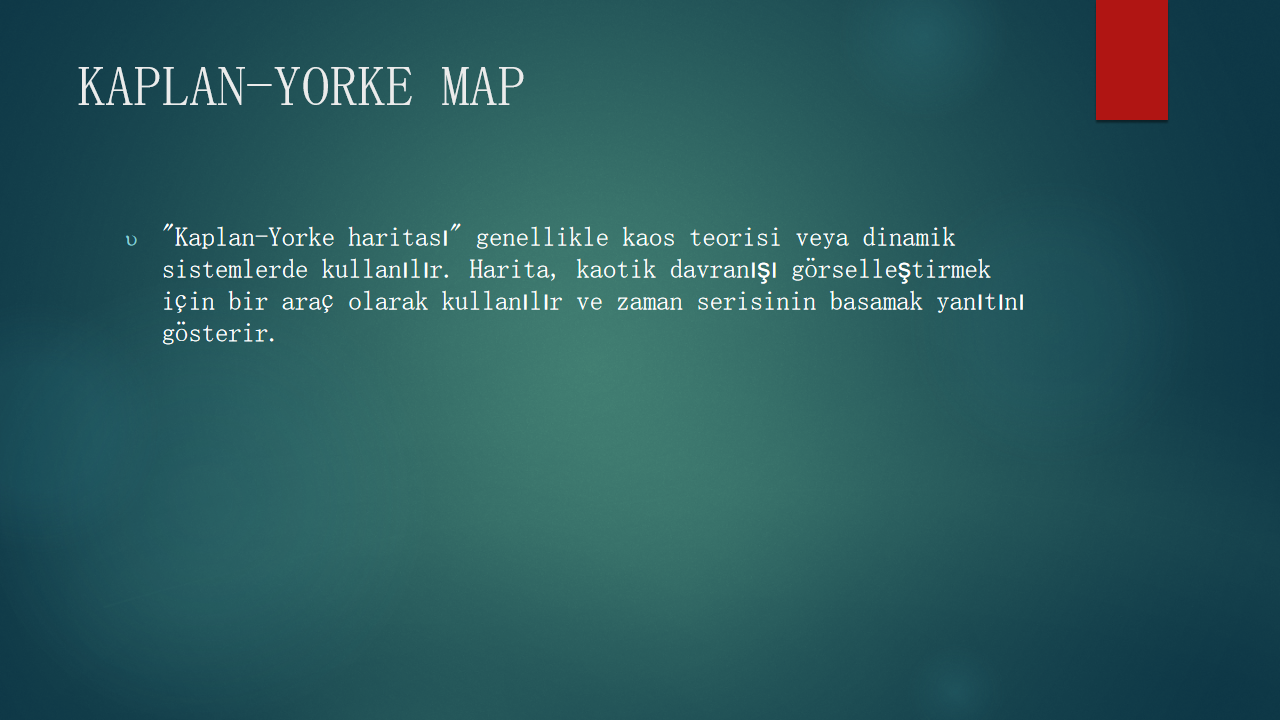 KAPLAN-YORKE MAP
"Kaplan-Yorke haritası" genellikle kaos teorisi veya dinamik
sistemlerde kullanılır. Harita, kaotik davranışı görselleştirmek
için bir araç olarak kullanılır ve zaman serisinin basamak yanıtını
gösterir.